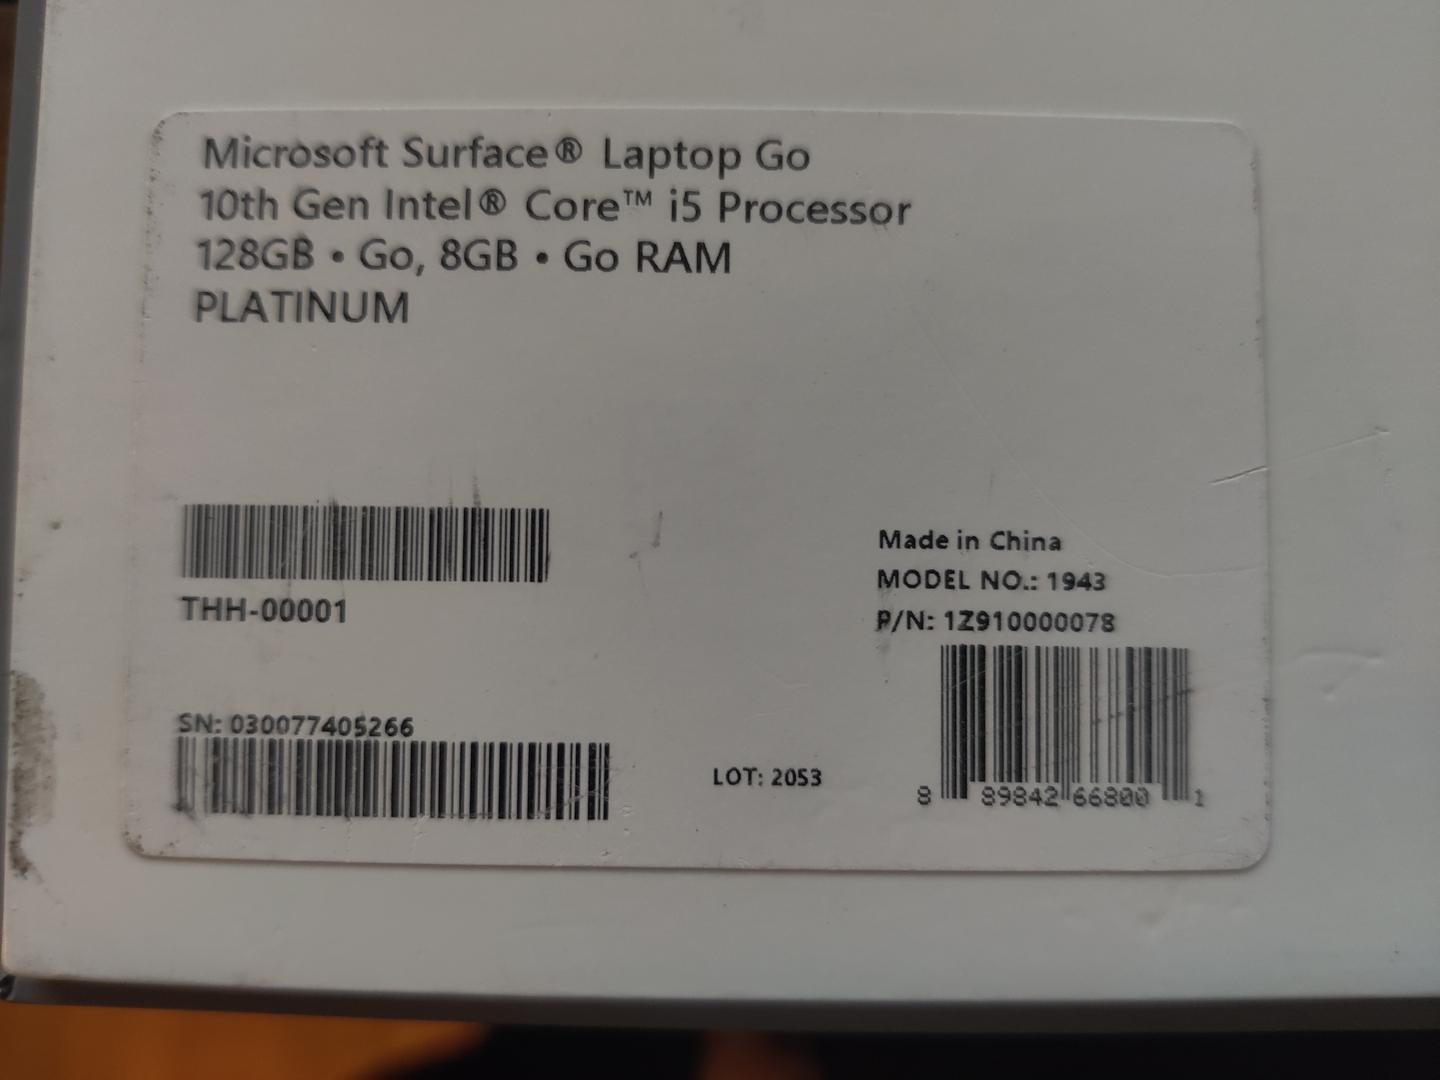 Microsoft Surface® Laptop Go
10th Gen Intel® Core™ i5 Processor
128GB • Go, 8GB • Go RAM
PLATINUM
THH-00001
SN: 030077405266
LOT: 2053
Made in China
MODEL NO.: 1943
P/N: 1Z910000078
8 89842 66800 1